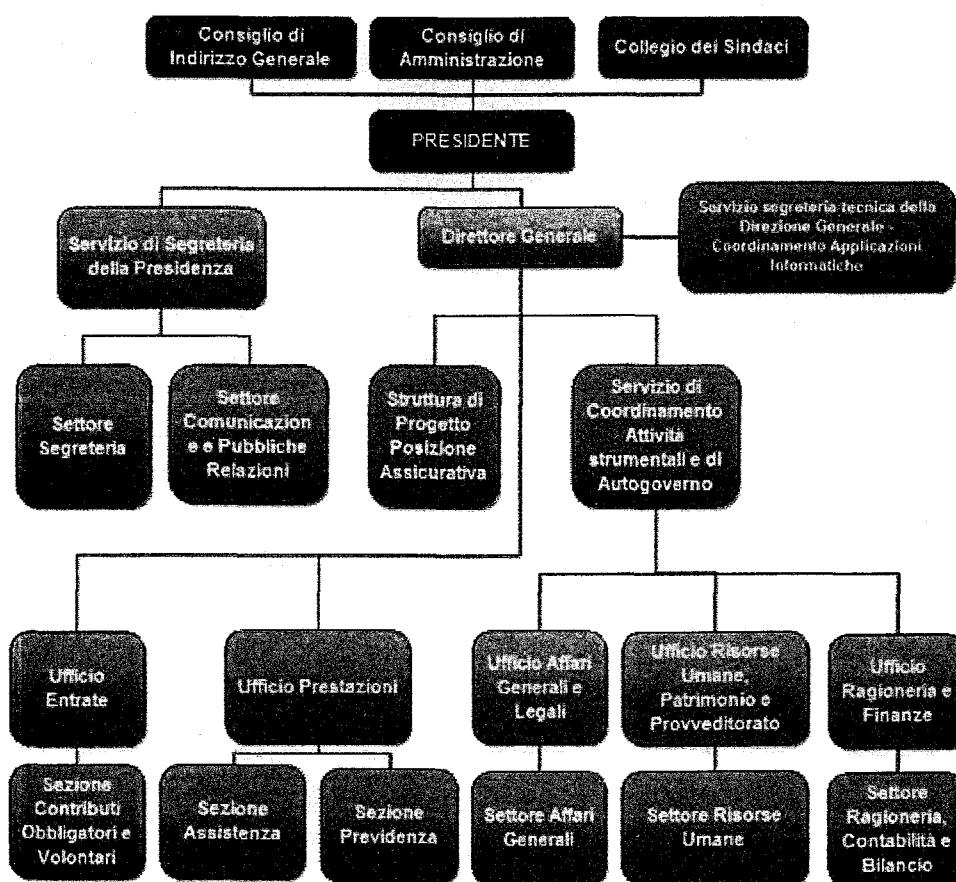 Consiglio di
Indirizzo Generale
Consiglio di
Amministrazione
Collegio dei Sindaci
PRESIDENTE
Servizio di Segreteria
della Presidenza
Direttore Generale
Servizio segreteria tecnica della
Direzione Generale -
Coordinamento Applicazioni
Informatiche
Settore
Segreteria
Settore
Comunicazion
e e Pubbliche
Relazioni
Struttura di
Progetto
Posizione
Assicurativa
Servizio di
Coordinamento
Attività
strumentali e di
Autogoverno
Ufficio
Entrate
Ufficio Prestazioni
Ufficio Affari
Generali e
Legali
Ufficio Risorse
Umane,
Patrimonio e
Provveditorato
Ufficio
Ragioneria e
Finanze
Sezione
Contributi
Obbligatori e
Volontari
Sezione
Assistenza
Sezione
Previdenza
Settore Affari
Generali
Settore Risorse
Umane
Settore
Ragioneria,
Contabilità e
Bilancio